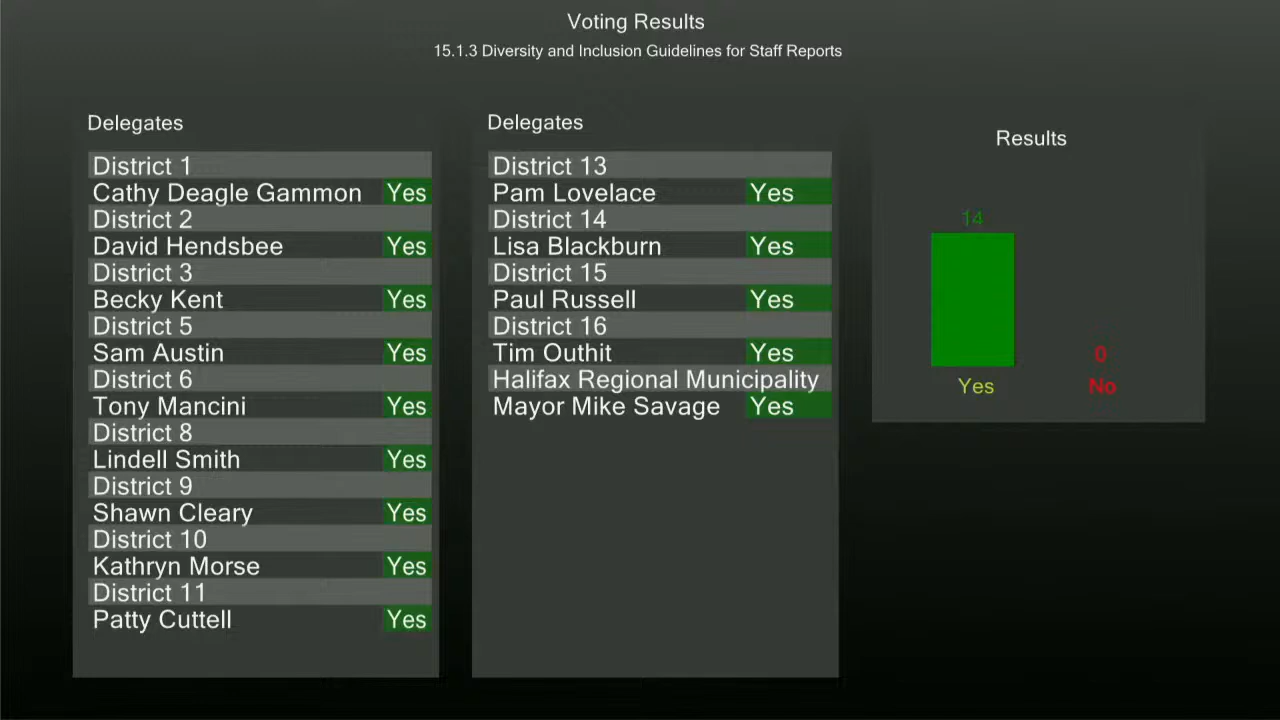 Voting Results
15.1.3 Diversity and Inclusion Guidelines for Staff Reports
Delegates
District 1
Cathy Deagle Gammon Yes
District 2
David Hendsbee Yes
District 3
Becky Kent Yes
District 5
Sam Austin Yes
District 6
Tony Mancini Yes
District 8
Lindell Smith Yes
District 9
Shawn Cleary Yes
District 10
Kathryn Morse Yes
District 11
Patty Cuttell Yes
Delegates
District 13
Pam Lovelace Yes
District 14
Lisa Blackburn Yes
District 15
Paul Russell Yes
District 16
Tim Outhit Yes
Halifax Regional Municipality
Mayor Mike Savage Yes
Results
14
0
Yes No